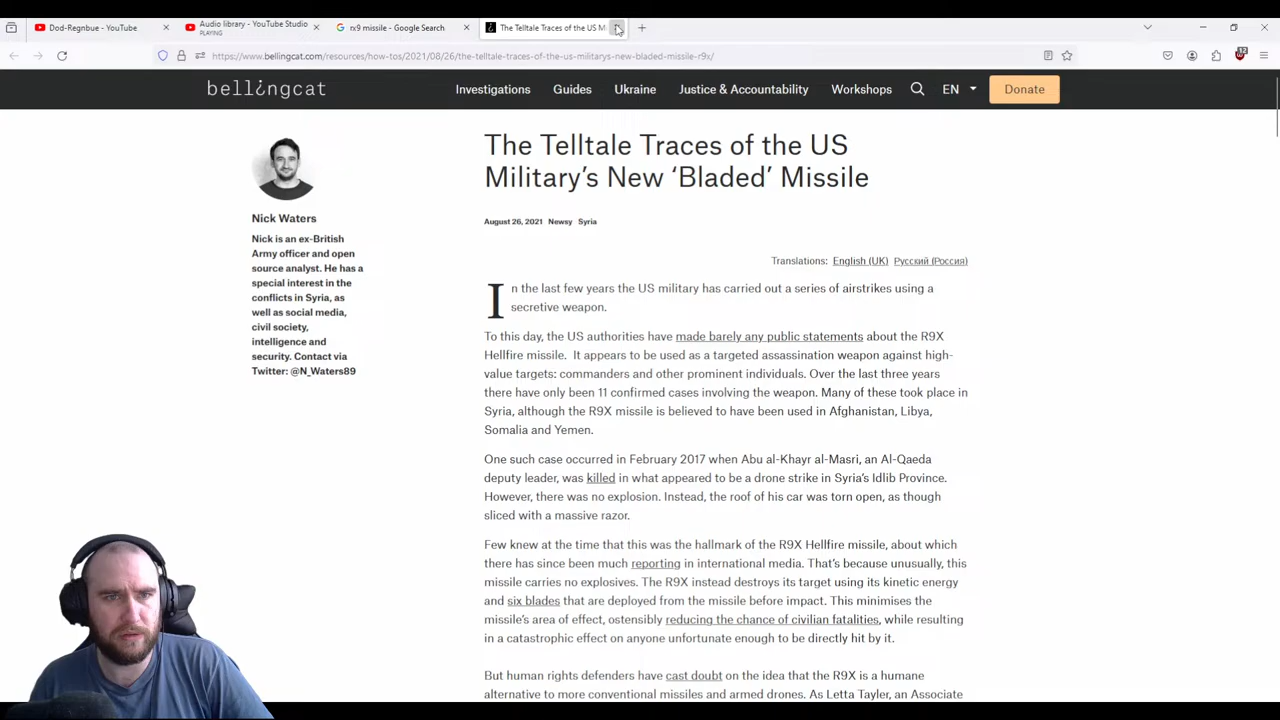 Dod-Regnbue - YouTube
Audio library - YouTube Studio
PLAYING
rx9 missile - Google Search
The Telltale Traces of the US M
https://www.bellingcat.com/resources/how-tos/2021/08/26/the-telltale-traces-of-the-us-militarys-new-bladed-missile-r9x/
12
bellingcat
Investigations
Guides
Ukraine
Justice & Accountability
Workshops
EN
Donate
The Telltale Traces of the US
Military’s New ‘Bladed’ Missile
August 26, 2021 Newsy Syria
Translations: English (UK) Русский (Россия)
Nick Waters
Nick is an ex-British
Army officer and open
source analyst. He has a
special interest in the
conflicts in Syria, as
well as social media,
civil society,
intelligence and
security. Contact via
Twitter: @N_Waters89
In the last few years the US military has carried out a series of airstrikes using a
secretive weapon.
To this day, the US authorities have made barely any public statements about the R9X
Hellfire missile. It appears to be used as a targeted assassination weapon against high-
value targets: commanders and other prominent individuals. Over the last three years
there have only been 11 confirmed cases involving the weapon. Many of these took place in
Syria, although the R9X missile is believed to have been used in Afghanistan, Libya,
Somalia and Yemen.
One such case occurred in February 2017 when Abu al-Khayr al-Masri, an Al-Qaeda
deputy leader, was killed in what appeared to be a drone strike in Syria’s Idlib Province.
However, there was no explosion. Instead, the roof of his car was torn open, as though
sliced with a massive razor.
Few knew at the time that this was the hallmark of the R9X Hellfire missile, about which
there has since been much reporting in international media. That’s because unusually, this
missile carries no explosives. The R9X instead destroys its target using its kinetic energy
and six blades that are deployed from the missile before impact. This minimises the
missile’s area of effect, ostensibly reducing the chance of civilian fatalities, while resulting
in a catastrophic effect on anyone unfortunate enough to be directly hit by it.
But human rights defenders have cast doubt on the idea that the R9X is a humane
alternative to more conventional missiles and armed drones. As Letta Tayler, an Associate